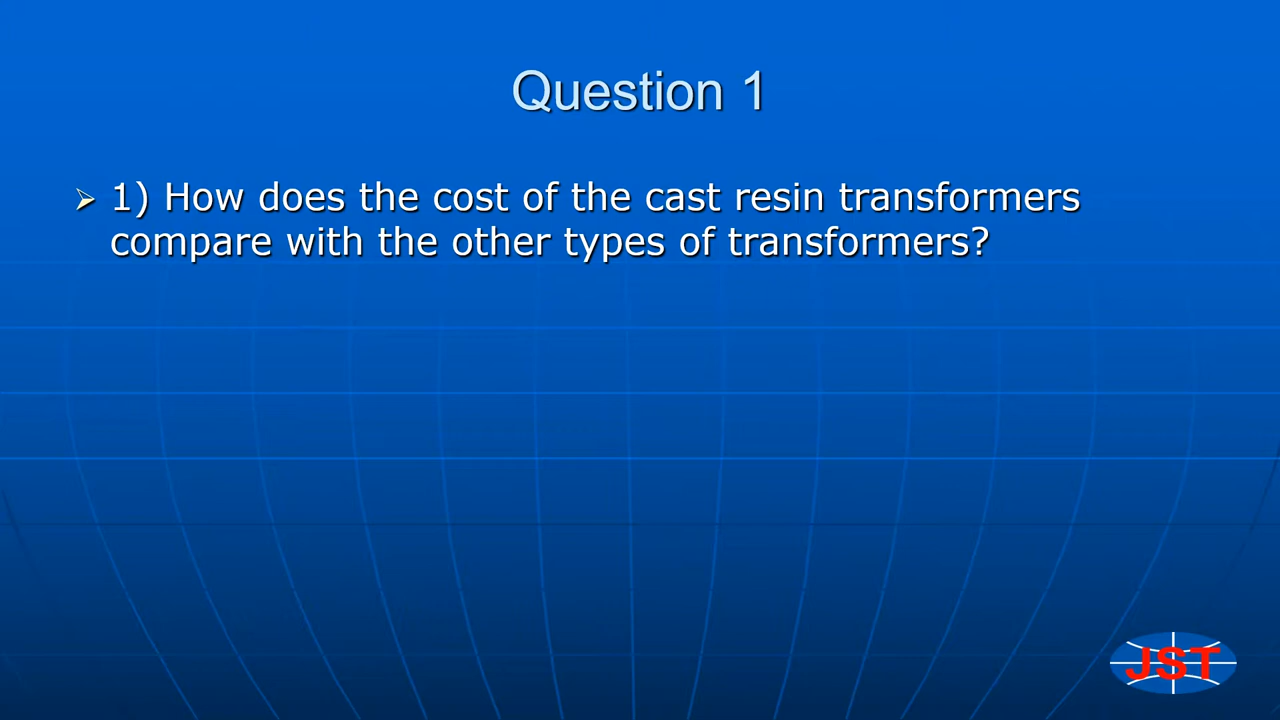 Question 1
1) How does the cost of the cast resin transformers
compare with the other types of transformers?
JST